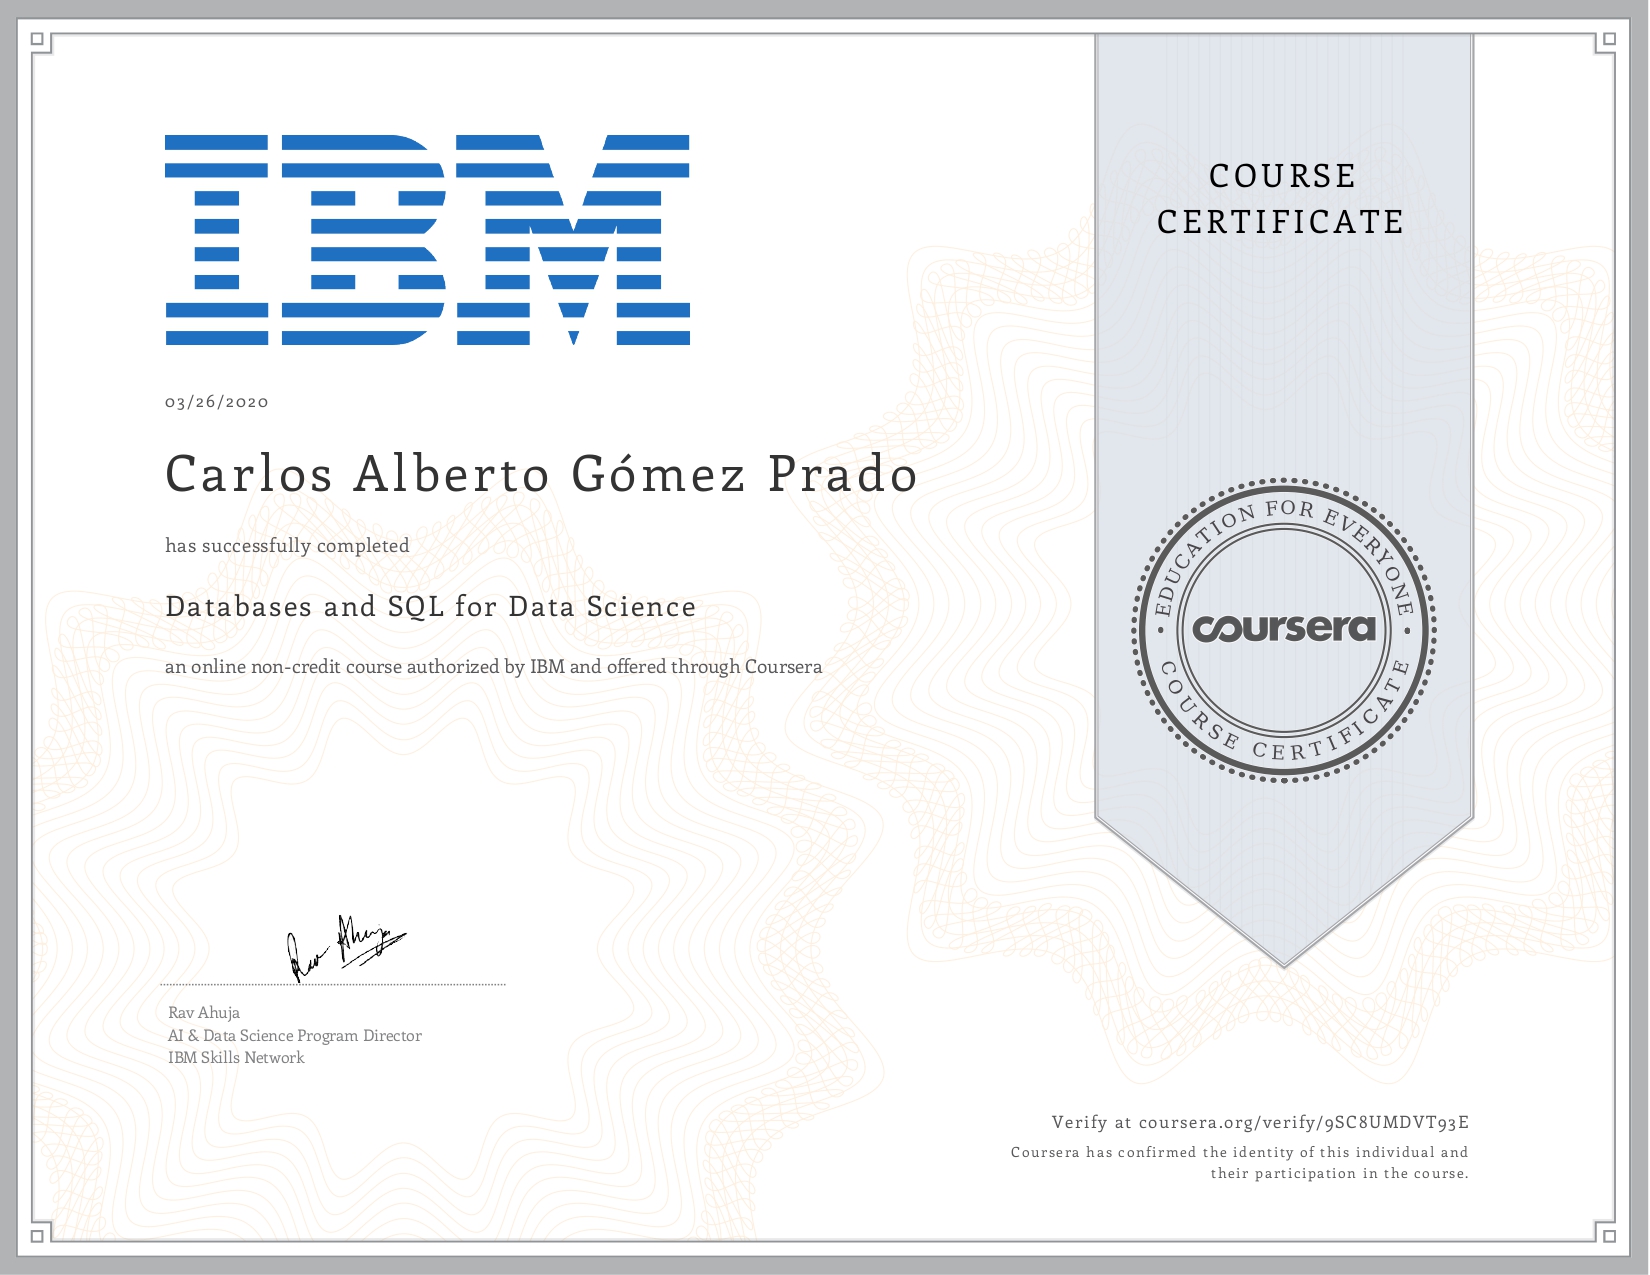 IBM
COURSE
CERTIFICATE
03/26/2020
Carlos Alberto Gómez Prado
has successfully completed
Databases and SQL for Data Science
an online non-credit course authorized by IBM and offered through Coursera
EDUCATION FOR EVERYONE
coursera
COURSE CERTIFICATE
Rav Ahuja
Rav Ahuja
AI & Data Science Program Director
IBM Skills Network
Verify at coursera.org/verify/9SC8UMDVT93E
Coursera has confirmed the identity of this individual and
their participation in the course.